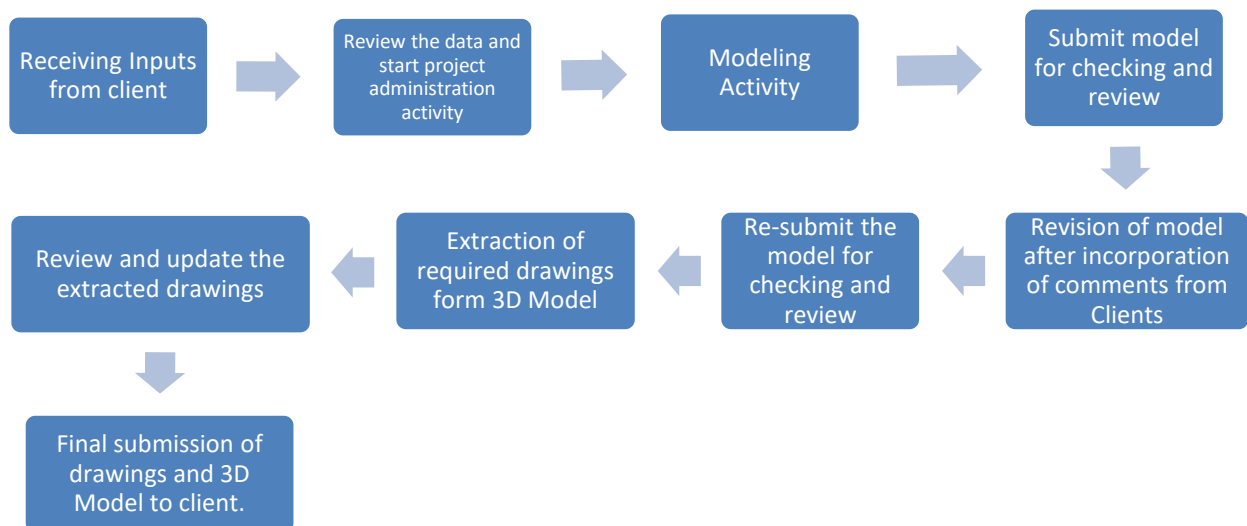 Receiving Inputs
from client
Review the data and
start project
administration
activity
Modeling
Activity
Submit model
for checking and
review
Revision of model
after incorporation
of comments from
Clients
Re-submit the
model for
checking and
review
Extraction of
required drawings
form 3D Model
Review and update the
extracted drawings
Final submission of
drawings and 3D
Model to client.